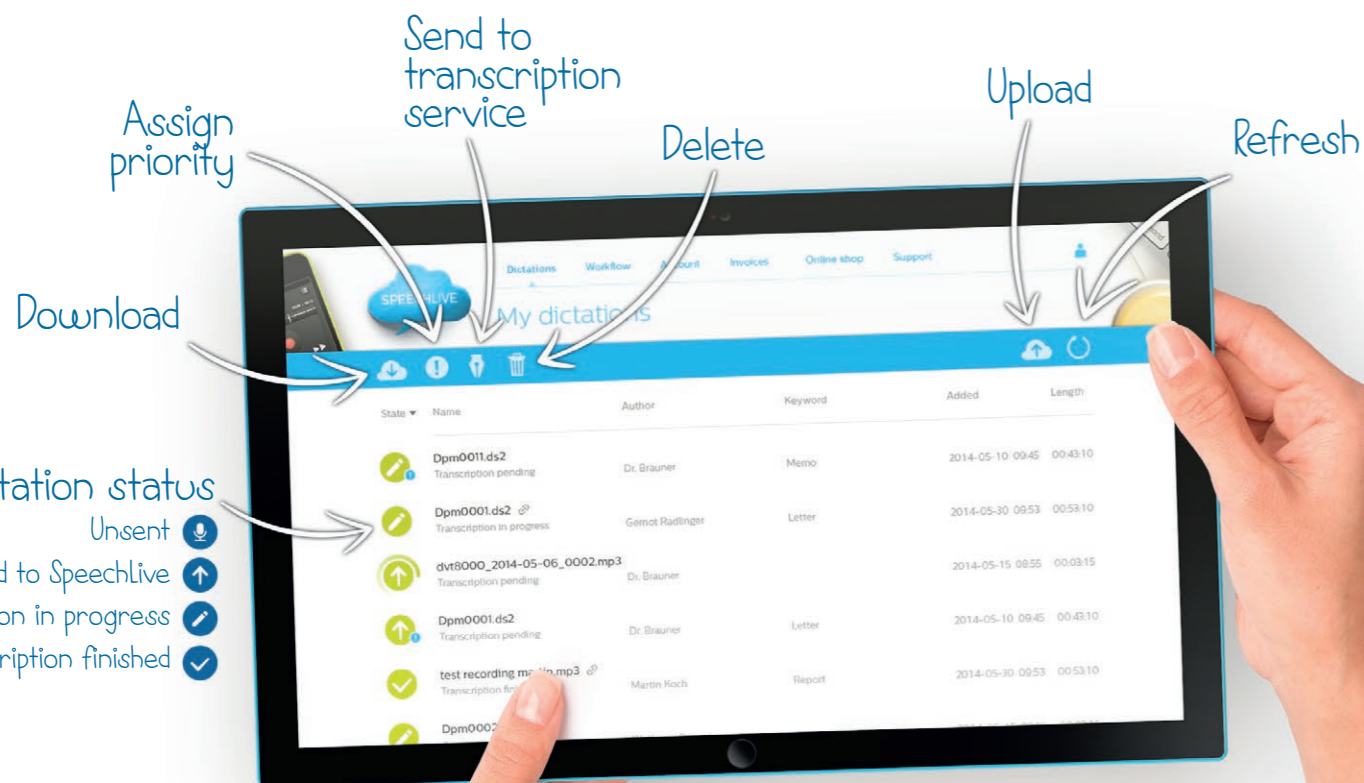 Send to
transcription
service
Upload
Assign
priority
Delete
Refresh
Download
Dictations Workflow Account Invoices Online shop Support
SPEECHLIVE
My dictations
State Name Author Keyword Added Length
Dpm0011.ds2
Transcription pending Dr. Brauner Memo 2014-05-10 09:45 00:43:10
Dpm0001.ds2
Transcription in progress Gernot Radlinger Letter 2014-05-30 09:53 00:53:10
dvt8000_2014-05-06_0002.mp3
Transcription pending Dr. Brauner 2014-05-15 08:55 00:03:15
Dpm0001.ds2
Transcription pending Dr. Brauner Letter 2014-05-10 09:45 00:43:10
test recording mp3
Transcription Martin Koch Report 2014-05-30 09:53 00:53:10
Dpm0002
status
Unsent
to SpeechLive
in progress
finished